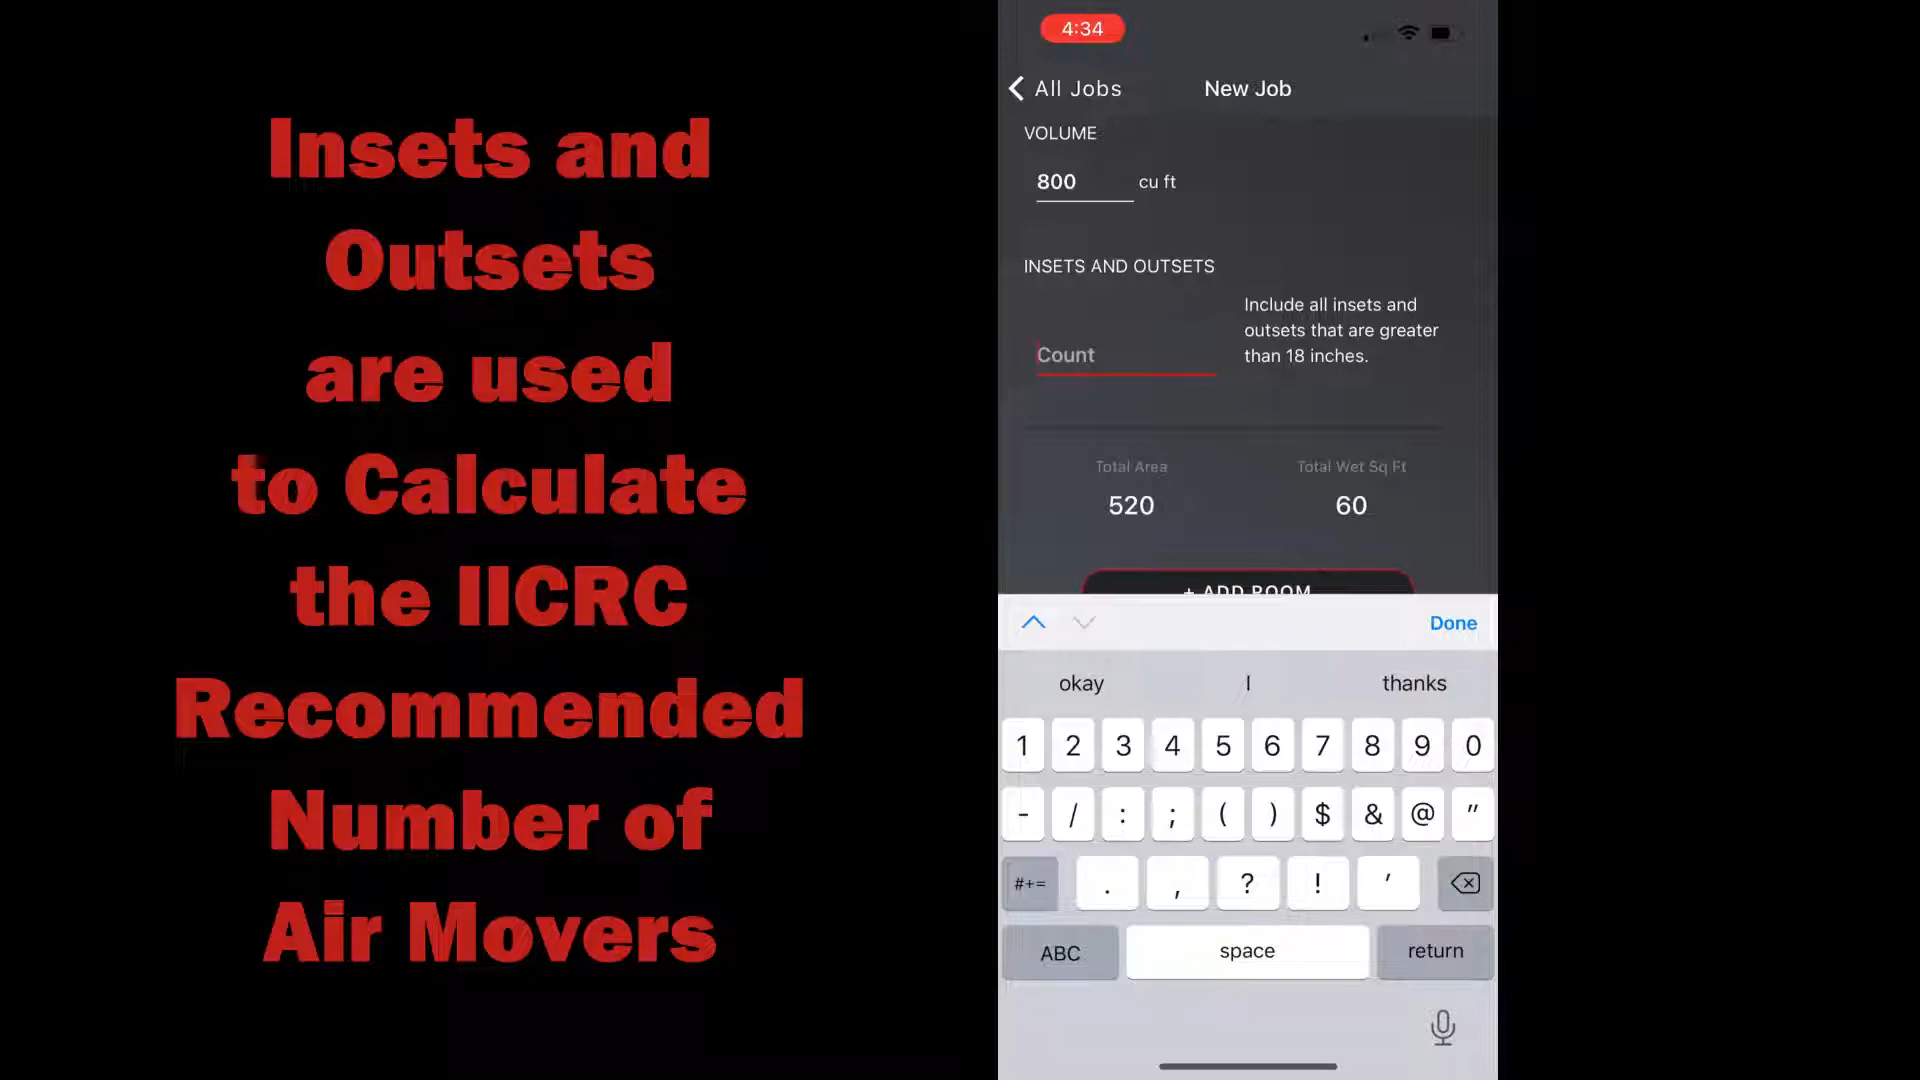 Insets and
Outsets
are used
to Calculate
the IICRC
Recommended
Number of
Air Movers
4:34
All Jobs
New Job
VOLUME
800 cu ft
INSETS AND OUTSETS
Include all insets and
outsets that are greater
than 18 inches.
Count
Total Area
Total Wet Sq Ft
520
60
+ ADD ROOM
Done
okay
I
thanks
1 2 3 4 5 6 7 8 9 0
- / : ; ( ) $ & @ "
#+= . , ? ! '
ABC space return